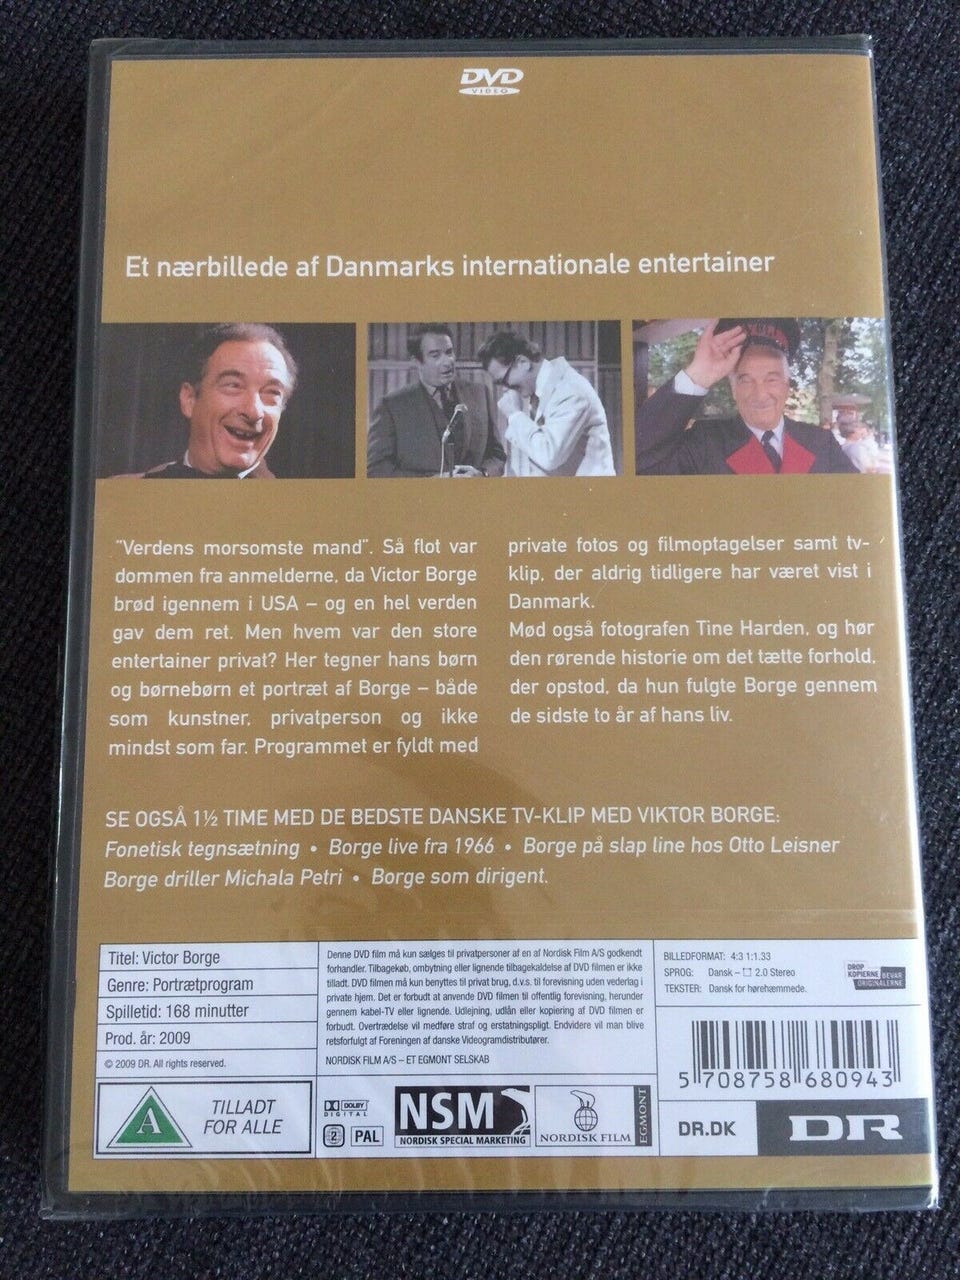 DVD
VIDEO
Et nærbillede af Danmarks internationale entertainer
"Verdens morsomste mand". Så flot var
dommen fra anmelderne, da Victor Borge
brød igennem i USA – og en hel verden
gav dem ret. Men hvem var den store
entertainer privat? Her tegner hans børn
og børnebørn et portræt af Borge – både
som kunstner, privatperson og ikke
mindst som far. Programmet er fyldt med
private fotos og filmoptagelser samt tv-
klip, der aldrig tidligere har været vist i
Danmark.
Mød også fotografen Tine Harden, og hør
den rørende historie om det tætte forhold,
der opstod, da hun fulgte Borge gennem
de sidste to år af hans liv.
SE OGSÅ 1½ TIME MED DE BEDSTE DANSKE TV-KLIP MED VIKTOR BORGE:
Fonetisk tegnsætning • Borge live fra 1966 • Borge på slap line hos Otto Leisner
Borge driller Michala Petri • Borge som dirigent.
Titel: Victor Borge
Genre: Portrætprogram
Spilletid: 168 minutter
Prod. år: 2009
© 2009 DR. All rights reserved.
A
TILLADT
FOR ALLE
Denne DVD film må kun sælges til privatpersoner af en af Nordisk Film A/S godkendt
forhandler. Tilbagekøb, ombytning eller lignende tilbagekaldelse af DVD filmen er ikke
tilladt. DVD filmen må kun benyttes til privat brug, d.v.s. til forevisning uden vederlag i
private hjem. Det er forbudt at anvende DVD filmen til offentlig forevisning, herunder
gennem kabel-TV eller lignende. Udlejning, udlån eller kopiering af DVD filmen er
forbudt. Overtrædelse vil medføre straf og erstatningspligt. Endvidere vil man blive
retsforfulgt af Foreningen af danske Videogramdistributører.
NORDISK FILM A/S – ET EGMONT SELSKAB
DOLBY
DIGITAL
2
PAL
NSM
NORDISK SPECIAL MARKETING
NORDISK FILM
EGMONT
BILLEDFORMAT: 4:3 1:1.33
SPROG: Dansk – 2.0 Stereo
TEKSTER: Dansk for hørehæmmede.
DROP
KOPIERNE
BEVAR
ORIGINALERNE
5 708758 680943
DR.DK
DR